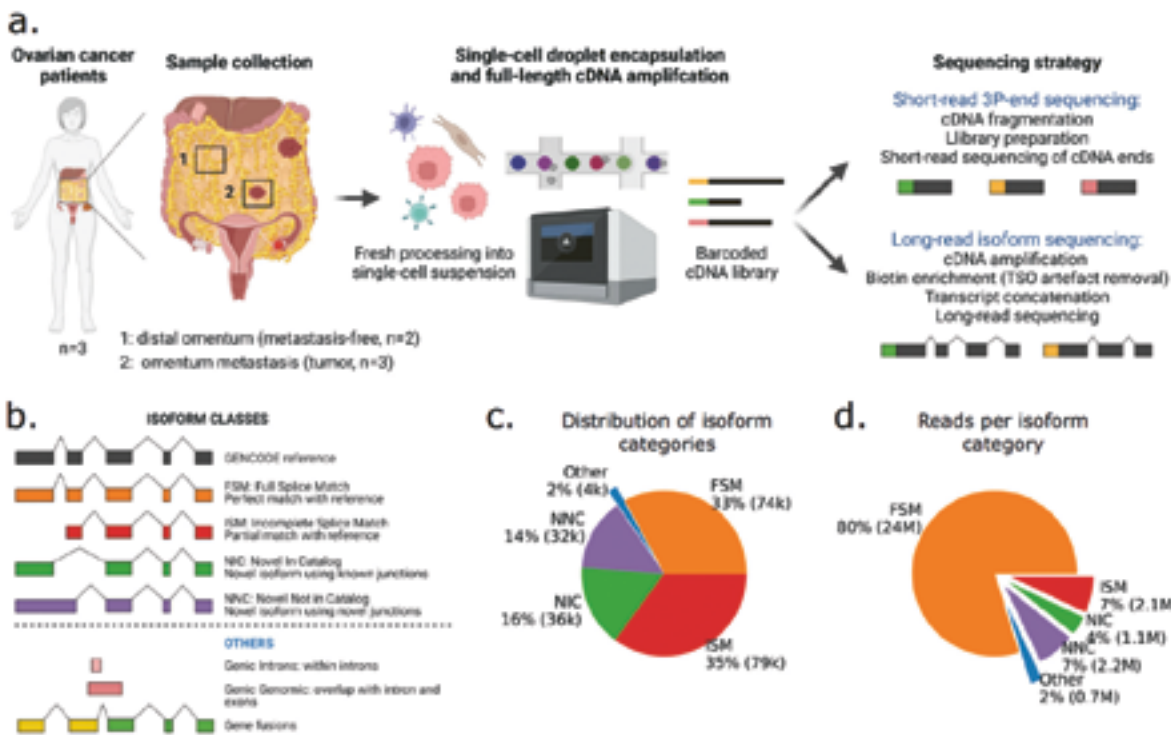 a.
Ovarian cancer
patients
n=3
Sample collection
1
2
1: distal omentum (metastasis-free, n=2)
2: omentum metastasis (tumor, n=3)
Single-cell droplet encapsulation
and full-length cDNA amplifcation
Fresh processing into
single-cell suspension
Barcoded
cDNA library
Sequencing strategy
Short-read 3P-end sequencing:
cDNA fragmentation
Llibrary preparation
Short-read sequencing of cDNA ends
Long-read isoform sequencing:
cDNA amplification
Biotin enrichment (TSO artefact removal)
Transcript concatenation
Long-read sequencing
b.
ISOFORM CLASSES
GENCODE reference
FSM: Full Splice Match
Perfect match with reference
ISM: Incomplete Splice Match
Partial match with reference
NIC: Novel In Catalog
Novel isoform using known junctions
NNC: Novel Not in Catalog
Novel isoform using novel junctions
OTHERS
Genic Introns: within introns
Genic Genomic: overlap with intron and
exons
Gene fusions
c.
Distribution of isoform
categories
Other
2% (4k)
FSM
33% (74k)
NNC
14% (32k)
NIC
16% (36k)
ISM
35% (79k)
d.
Reads per isoform
category
FSM
80% (24M)
ISM
7% (2.1M
NIC
4% (1.1M)
NNC
7% (2.2M)
Other
2% (0.7M)